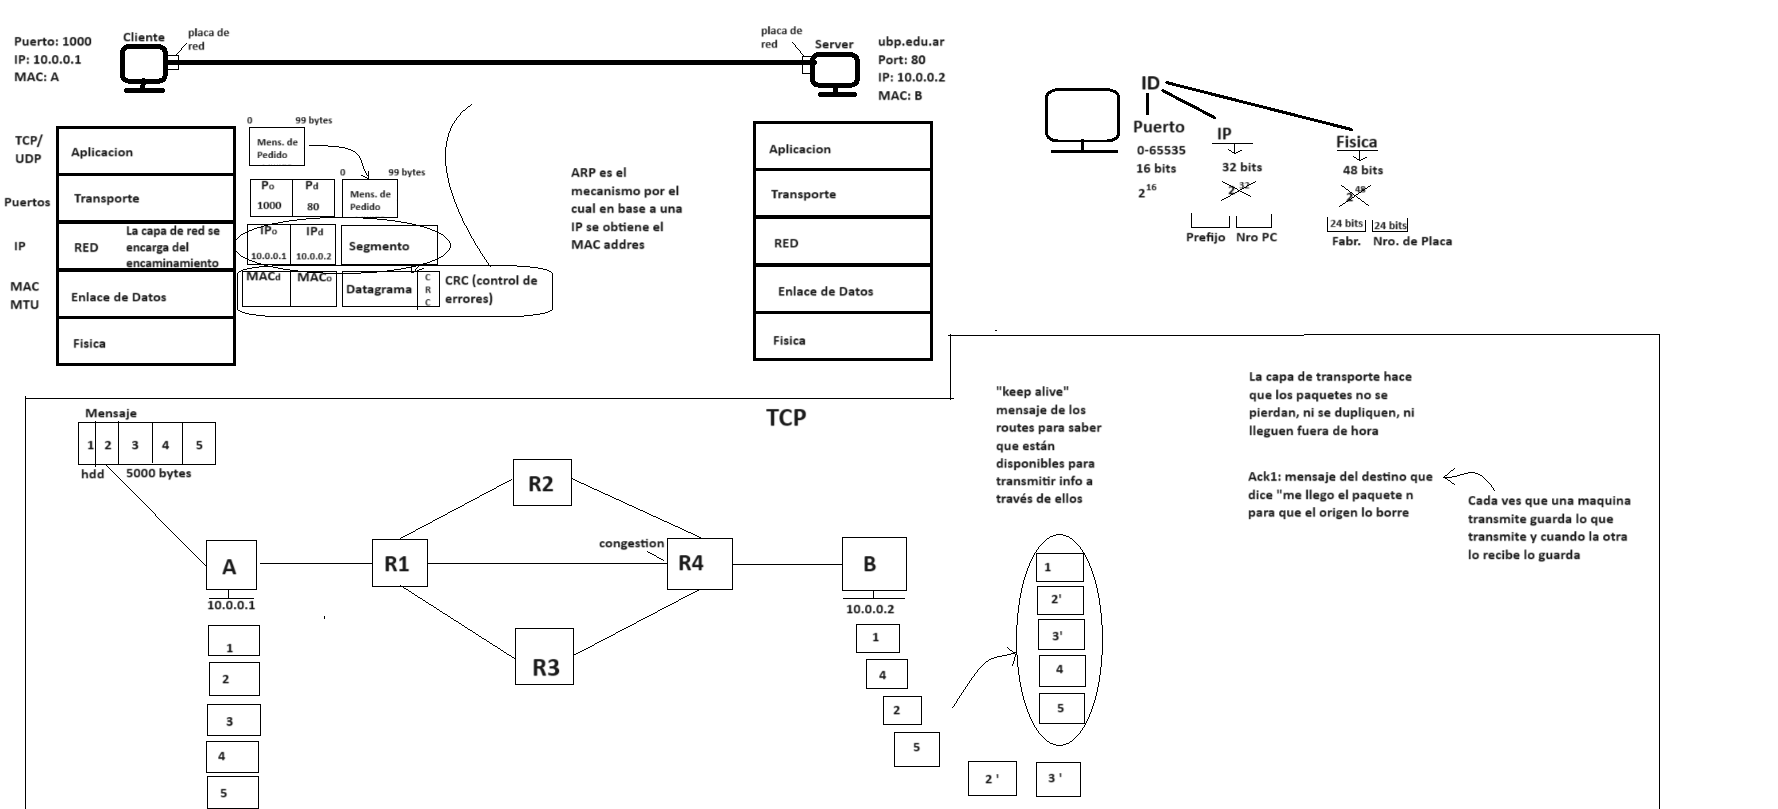 Puerto: 1000
IP: 10.0.0.1
MAC: A
Cliente
placa de
red
placa de
red
Server
ubp.edu.ar
Port: 80
IP: 10.0.0.2
MAC: B
TCP/
UDP
Puertos
IP
MAC
MTU
Aplicacion
Transporte
RED
La capa de red se
encarga del
encaminamiento
Enlace de Datos
Fisica
0 99 bytes
Mens. de
Pedido
0 99 bytes
Po Pd
1000 80
Mens. de
Pedido
IPo IPd
10.0.0.1 10.0.0.2
Segmento
MACd MACo
Datagrama
C
R
C
CRC (control de
errores)
ARP es el
mecanismo por el
cual en base a una
IP se obtiene el
MAC addres
Aplicacion
Transporte
RED
Enlace de Datos
Fisica
ID
Puerto
0-65535
16 bits
2^16
IP
32 bits
2^32
Prefijo Nro PC
Fisica
48 bits
2^48
24 bits 24 bits
Fabr. Nro. de Placa
Mensaje
1 2 3 4 5
hdd 5000 bytes
TCP
A
10.0.0.1
1
2
3
4
5
R1
R2
R3
congestion
R4
B
10.0.0.2
1
4
2
5
2 '
3 '
"keep alive"
mensaje de los
routes para saber
que están
disponibles para
transmitir info a
través de ellos
1
2'
3'
4
5
La capa de transporte hace
que los paquetes no se
pierdan, ni se dupliquen, ni
lleguen fuera de hora
Ack1: mensaje del destino que
dice "me llego el paquete n
para que el origen lo borre
Cada ves que una maquina
transmite guarda lo que
transmite y cuando la otra
lo recibe lo guarda